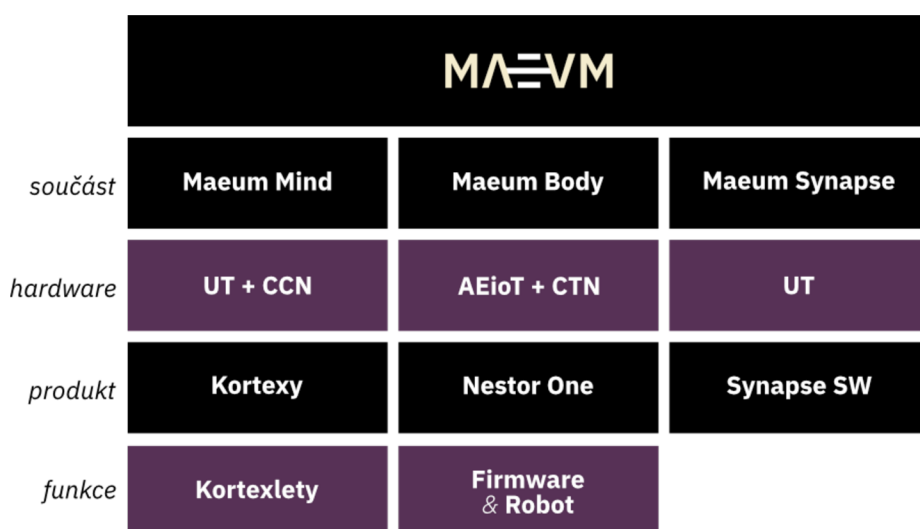 MAEVM
součást
Maeum Mind
Maeum Body
Maeum Synapse
hardware
UT + CCN
AEioT + CTN
UT
produkt
Kortexy
Nestor One
Synapse SW
funkce
Kortexlety
Firmware
& Robot